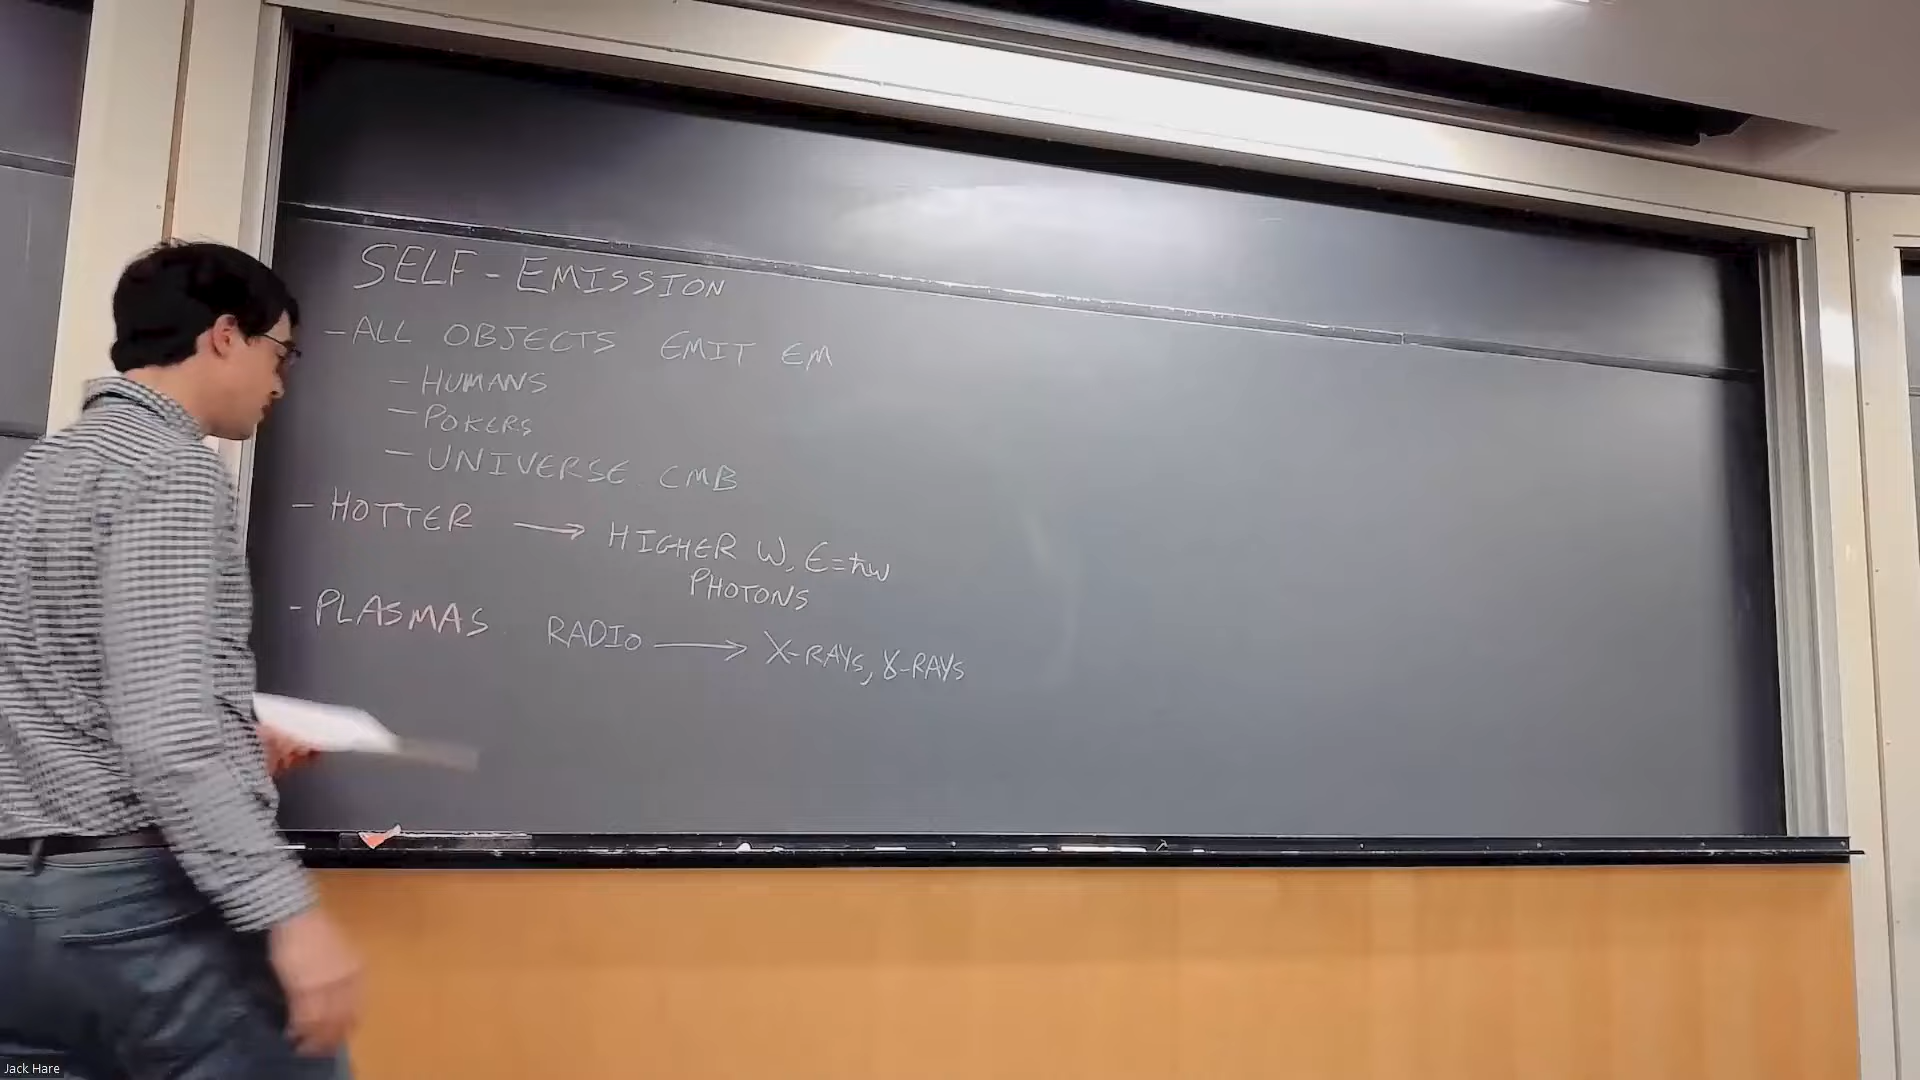 SELF-EMISSION
-ALL OBJECTS EMIT EM
-HUMANS
-POKERS
-UNIVERSE. CMB
-HOTTER → HIGHER ω, ϵ=ħω
PHOTONS
-PLASMAS. RADIO → X-RAYS, γ-RAYS
Jack Hare